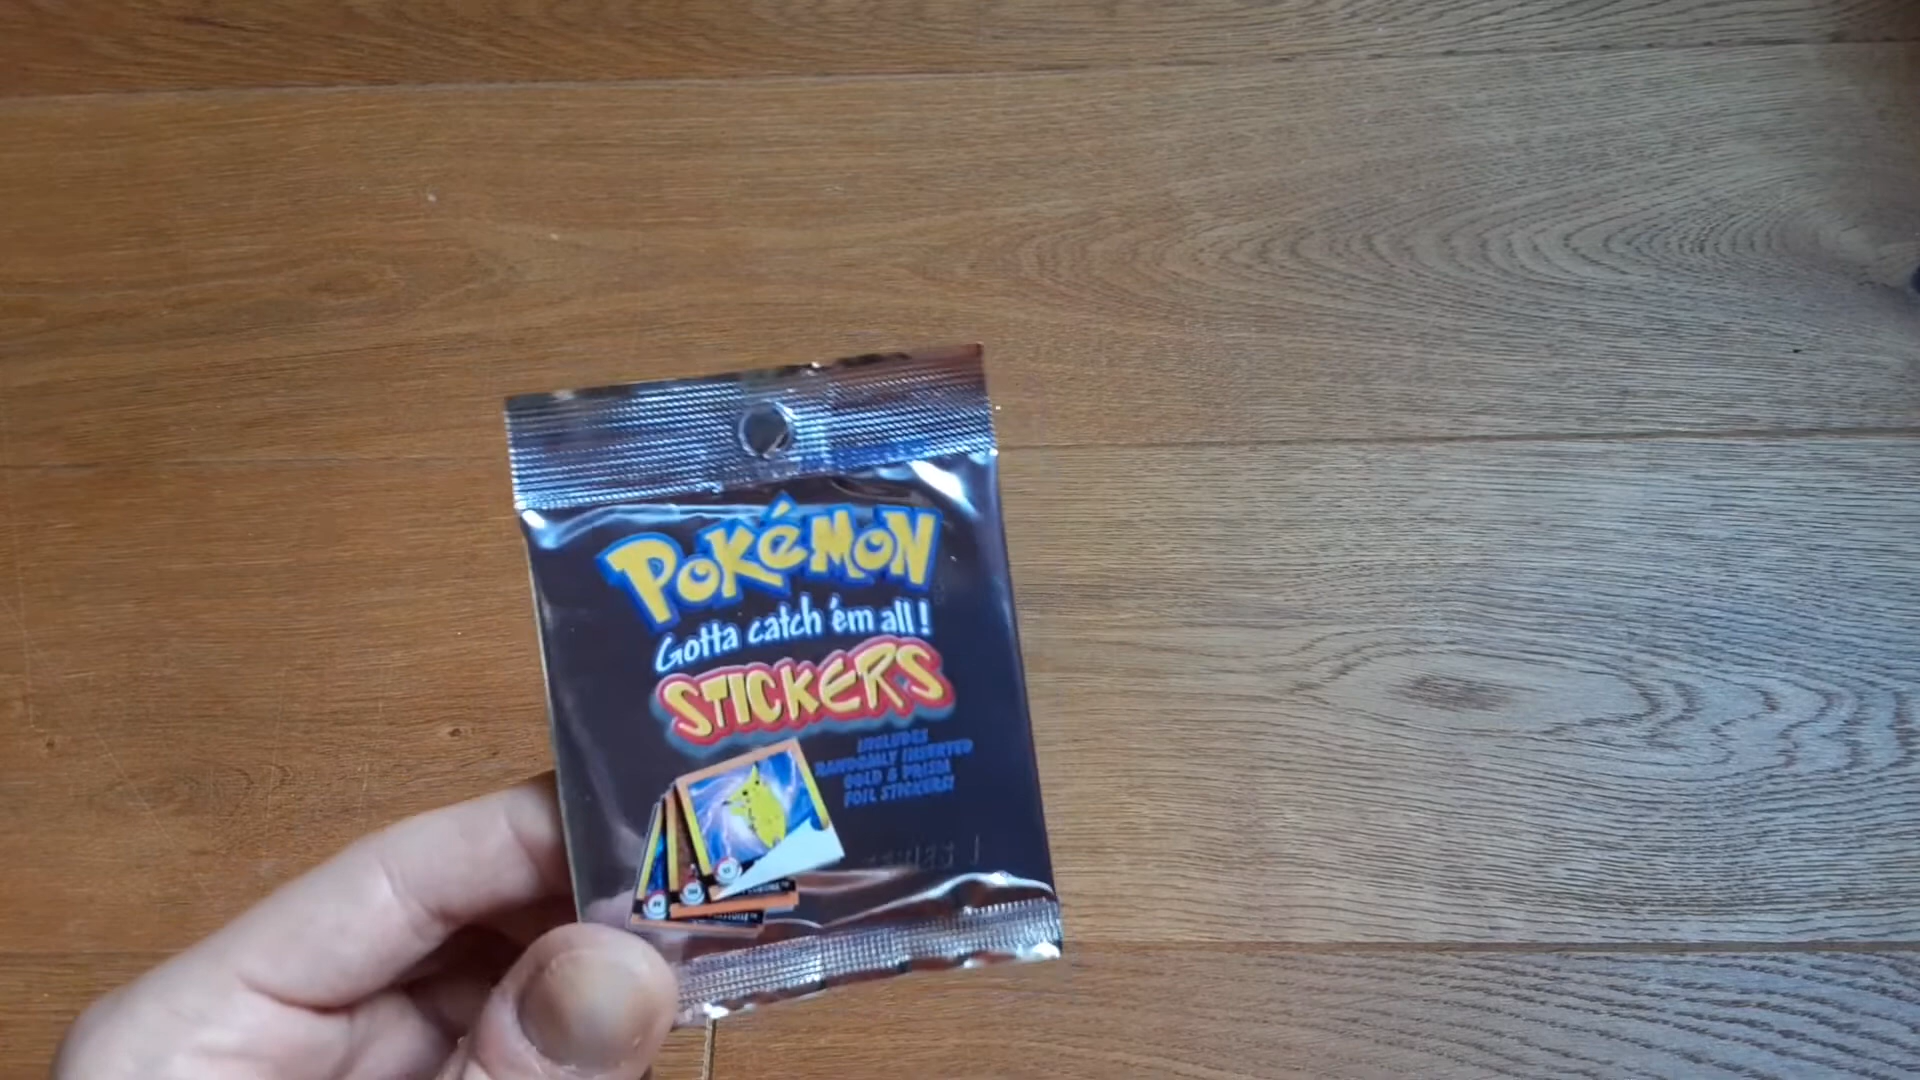 POKéMON
Gotta catch 'em all!
STICKERS
INCLUDES
RANDOMLY INSERTED
GOLD & PRISM
FOIL STICKERS!